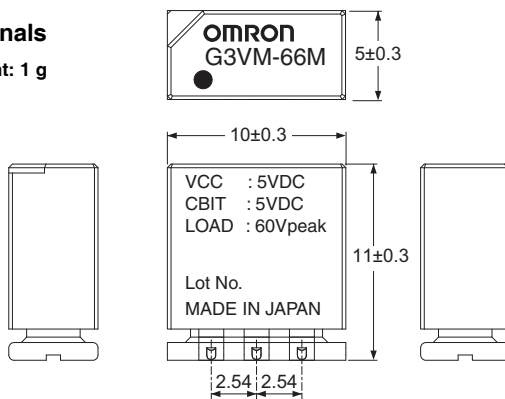 nals
t: 1 g
OMRON
G3VM-66M
5±0.3
10±0.3
VCC : 5VDC
CBIT : 5VDC
LOAD : 60Vpeak
11±0.3
Lot No.
MADE IN JAPAN
2.54 2.54